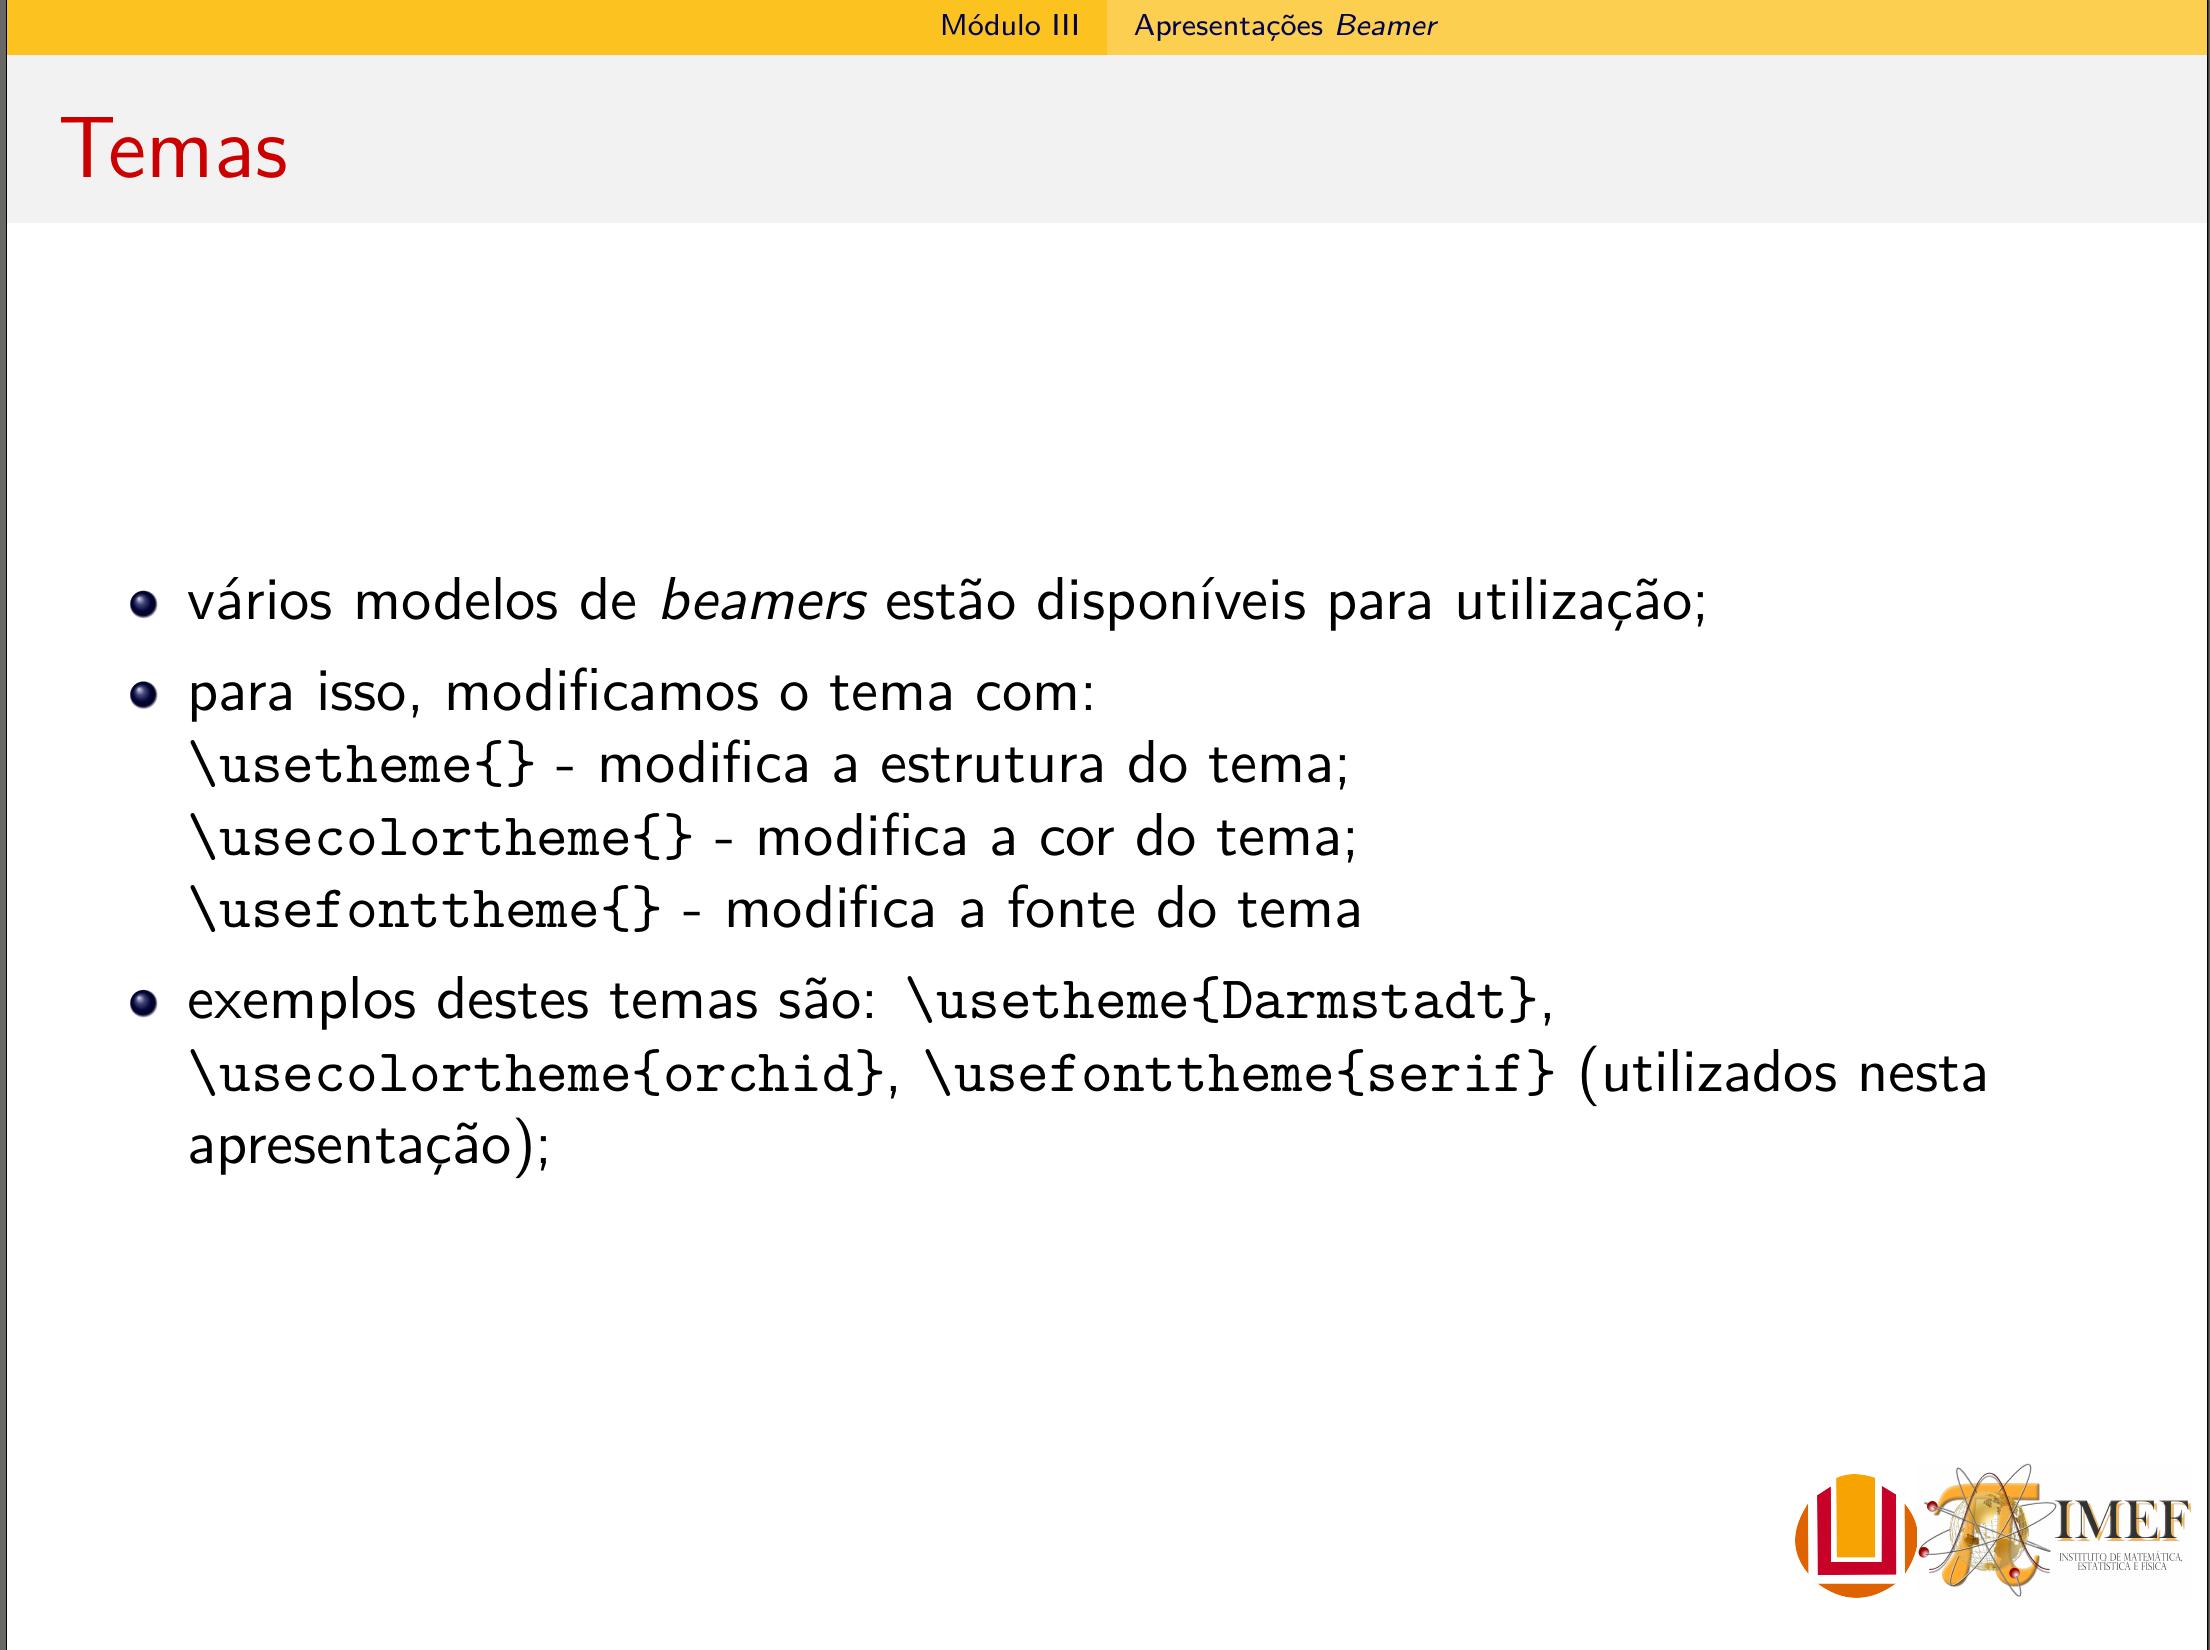 Módulo III Apresentações Beamer
Temas
vários modelos de beamers estão disponíveis para utilização;
para isso, modificamos o tema com:
\usetheme{} - modifica a estrutura do tema;
\usecolortheme{} - modifica a cor do tema;
\usefonttheme{} - modifica a fonte do tema
exemplos destes temas são: \usetheme{Darmstadt},
\usecolortheme{orchid}, \usefonttheme{serif} (utilizados nesta
apresentação);
IMEF
INSTITUTO DE MATEMÁTICA,
ESTATÍSTICA E FÍSICA